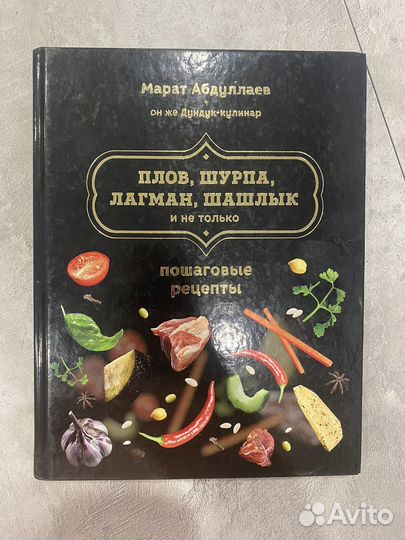 Марат Абдуллаев
он же Дундук-кулинар
ПЛОВ, ШУРПА,
ЛАГМАН, ШАШЛЫК
и не только
пошаговые
рецепты
Avito